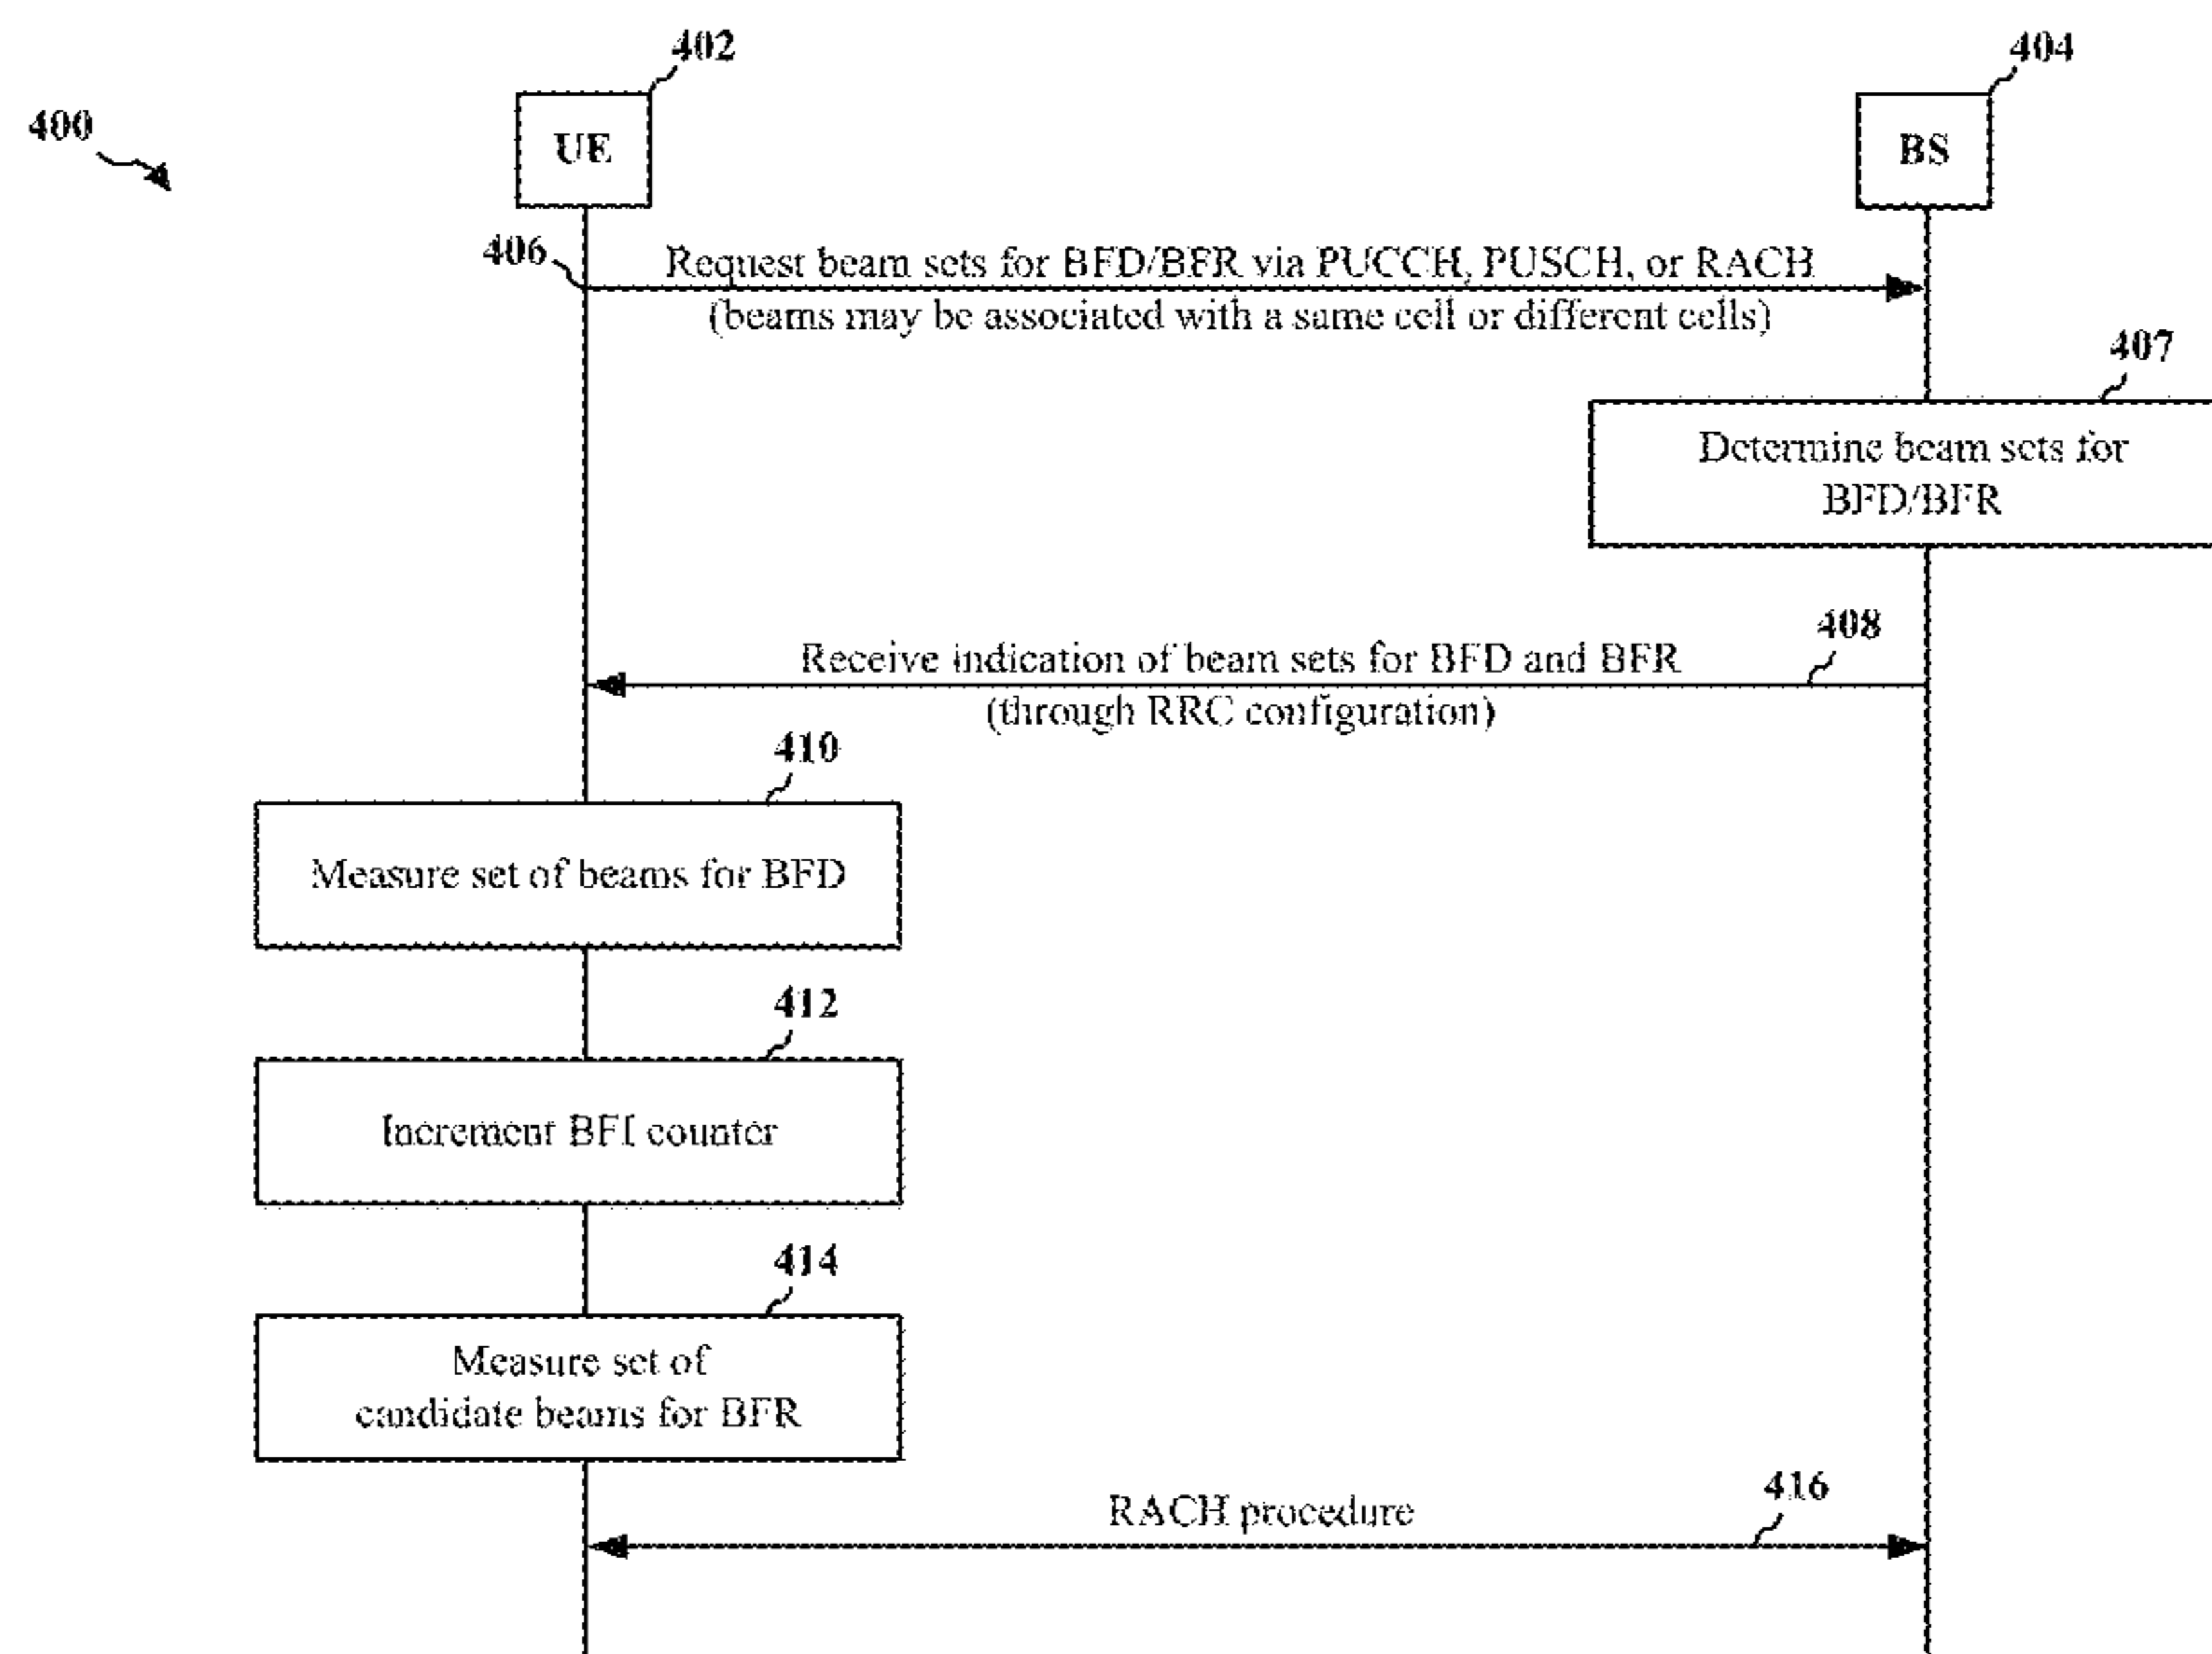 402
404
400
UE
BS
406
Request beam sets for BFD/BFR via PUCCH, PUSCH, or RACH
(beams may be associated with a same cell or different cells)
407
Determine beam sets for
BFD/BFR
408
Receive indication of beam sets for BFD and BFR
(through RRC configuration)
410
Measure set of beams for BFD
412
Increment BFI counter
414
Measure set of
candidate beams for BFR
416
RACH procedure